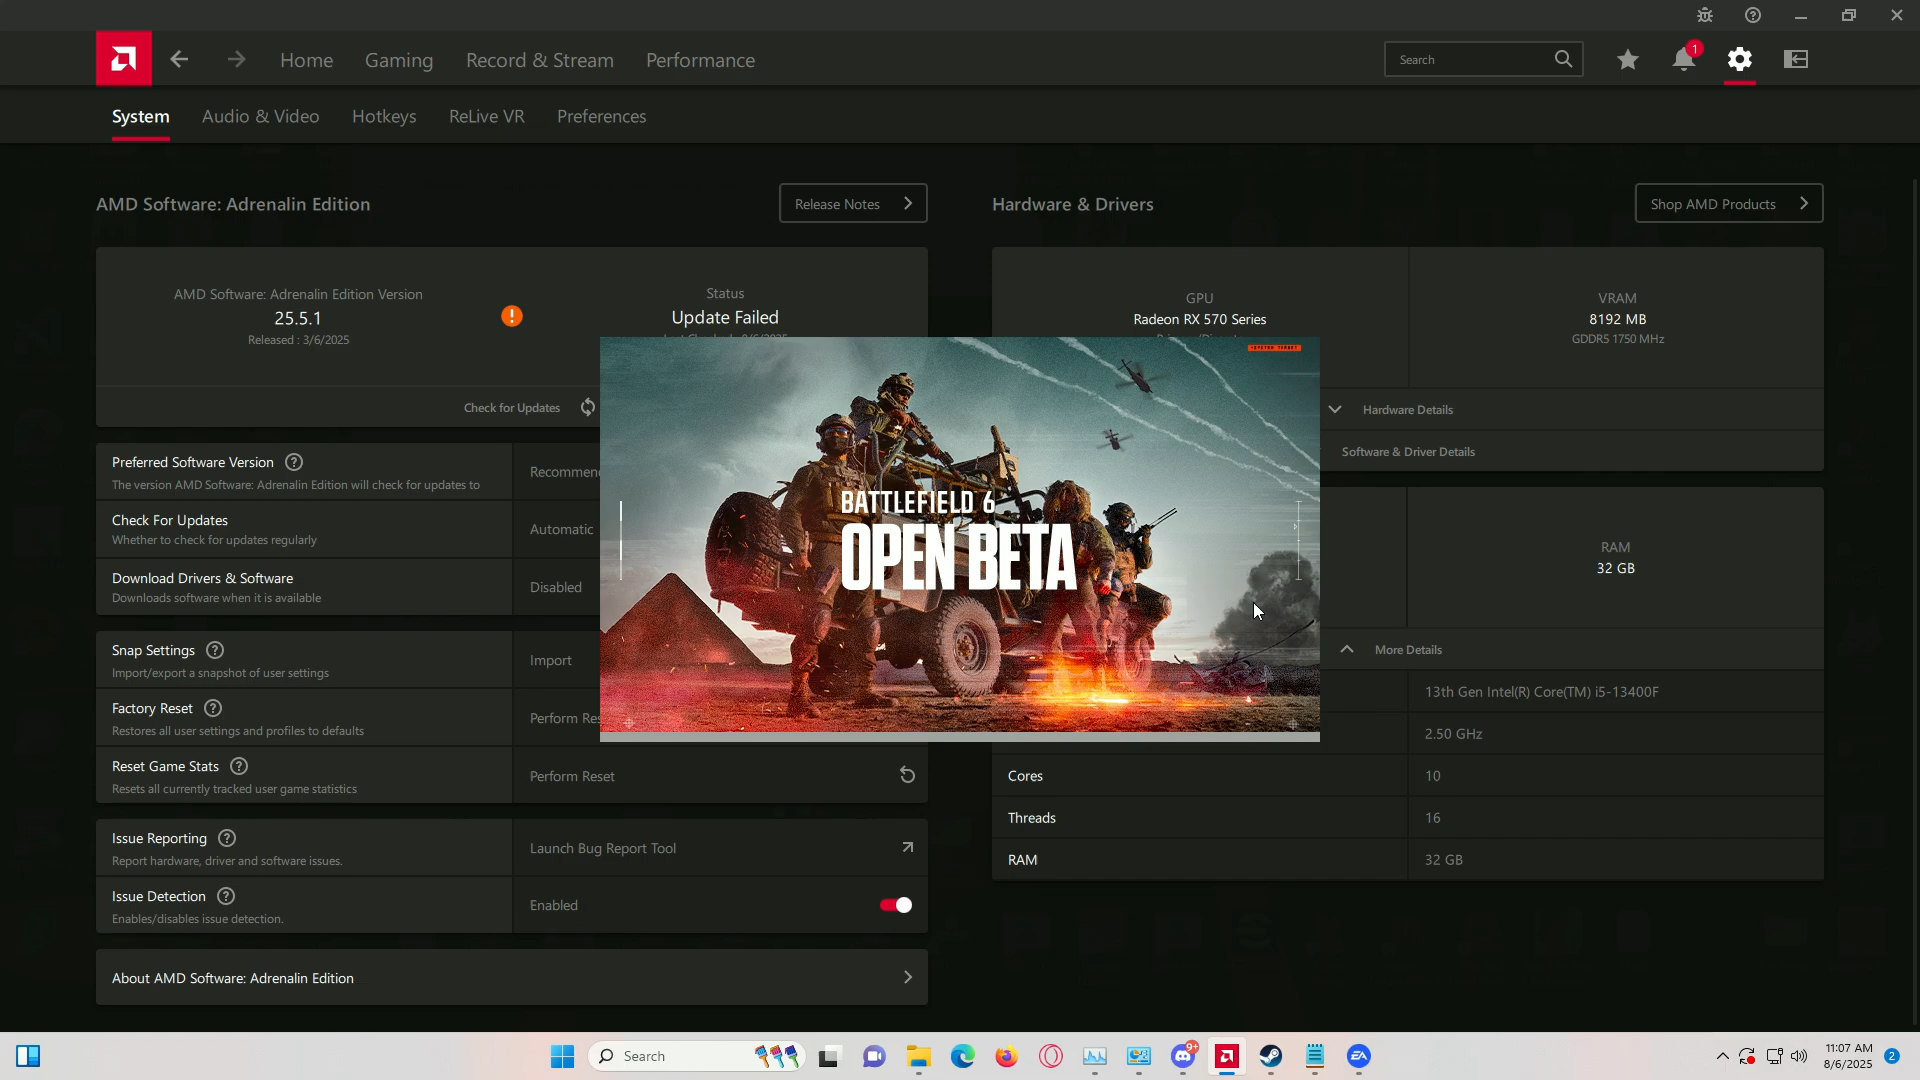 Home
Gaming
Record & Stream
Performance
Search
1
System
Audio & Video
Hotkeys
ReLive VR
Preferences
AMD Software: Adrenalin Edition
Release Notes
AMD Software: Adrenalin Edition Version
25.5.1
Released : 3/6/2025
Status
Update Failed
Check for Updates
Preferred Software Version
The version AMD Software: Adrenalin Edition will check for updates to
Check For Updates
Whether to check for updates regularly
Automatic
Download Drivers & Software
Downloads software when it is available
Disabled
Snap Settings
Import/export a snapshot of user settings
Import
Factory Reset
Restores all user settings and profiles to defaults
Perform
Reset Game Stats
Resets all currently tracked user game statistics
Perform Reset
Issue Reporting
Report hardware, driver and software issues.
Launch Bug Report Tool
Issue Detection
Enables/disables issue detection.
Enabled
About AMD Software: Adrenalin Edition
BATTLEFIELD 6
OPEN BETA
Hardware & Drivers
Shop AMD Products
GPU
Radeon RX 570 Series
VRAM
8192 MB
GDDR5 1750 MHz
Hardware Details
Software & Driver Details
RAM
32 GB
More Details
13th Gen Intel(R) Core(TM) i5-13400F
2.50 GHz
Cores
10
Threads
16
RAM
32 GB
Search
9+
EA
11:07 AM
8/6/2025
2